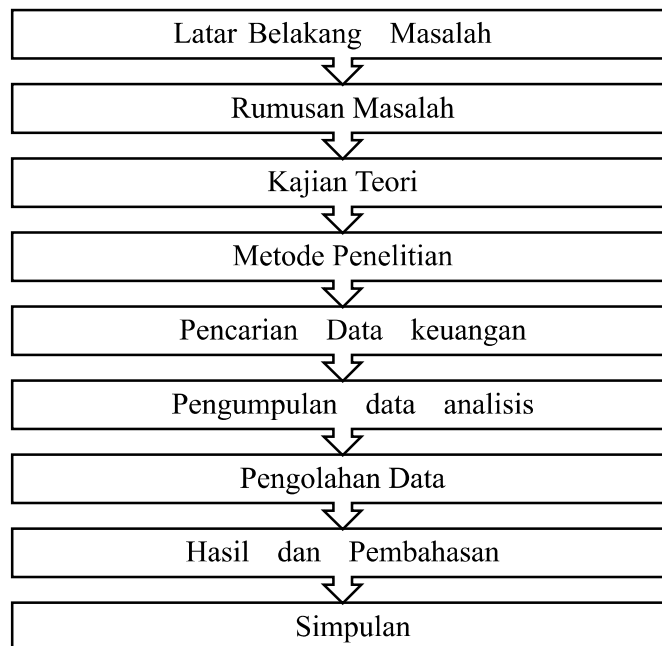 Latar Belakang Masalah
Rumusan Masalah
Kajian Teori
Metode Penelitian
Pencarian Data keuangan
Pengumpulan data analisis
Pengolahan Data
Hasil dan Pembahasan
Simpulan